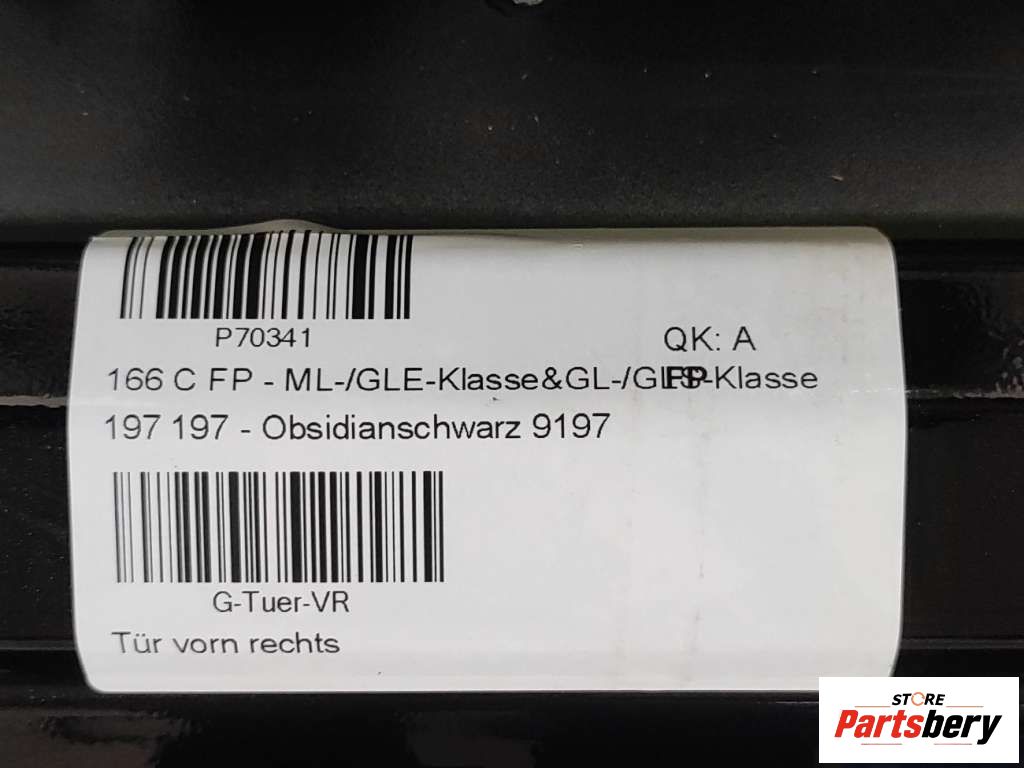 P70341
QK: A
166 C FP - ML-/GLE-Klasse&GL-/GLS-Klasse
FP
197 197 - Obsidianschwarz 9197
G-Tuer-VR
Tür vorn rechts
STORE
Partsbery